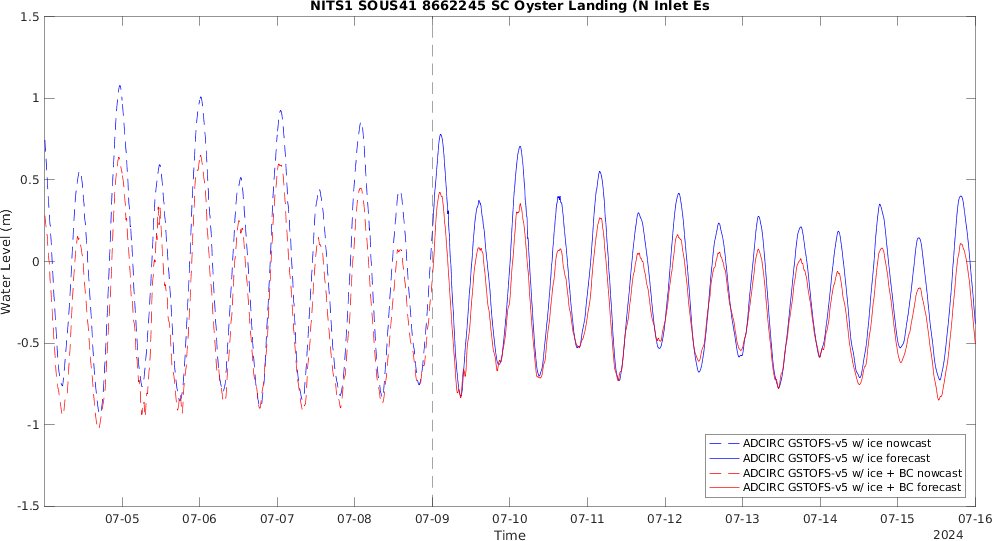 NITS1 SOUS41 8662245 SC Oyster Landing (N Inlet Es
1.5
1
0.5
0
-0.5
-1
-1.5
Water Level (m)
ADCIRC GSTOFS-v5 w/ ice nowcast
ADCIRC GSTOFS-v5 w/ ice forecast
ADCIRC GSTOFS-v5 w/ ice + BC nowcast
ADCIRC GSTOFS-v5 w/ ice + BC forecast
07-05 07-06 07-07 07-08 07-09 07-10 07-11 07-12 07-13 07-14 07-15 07-16
Time
2024